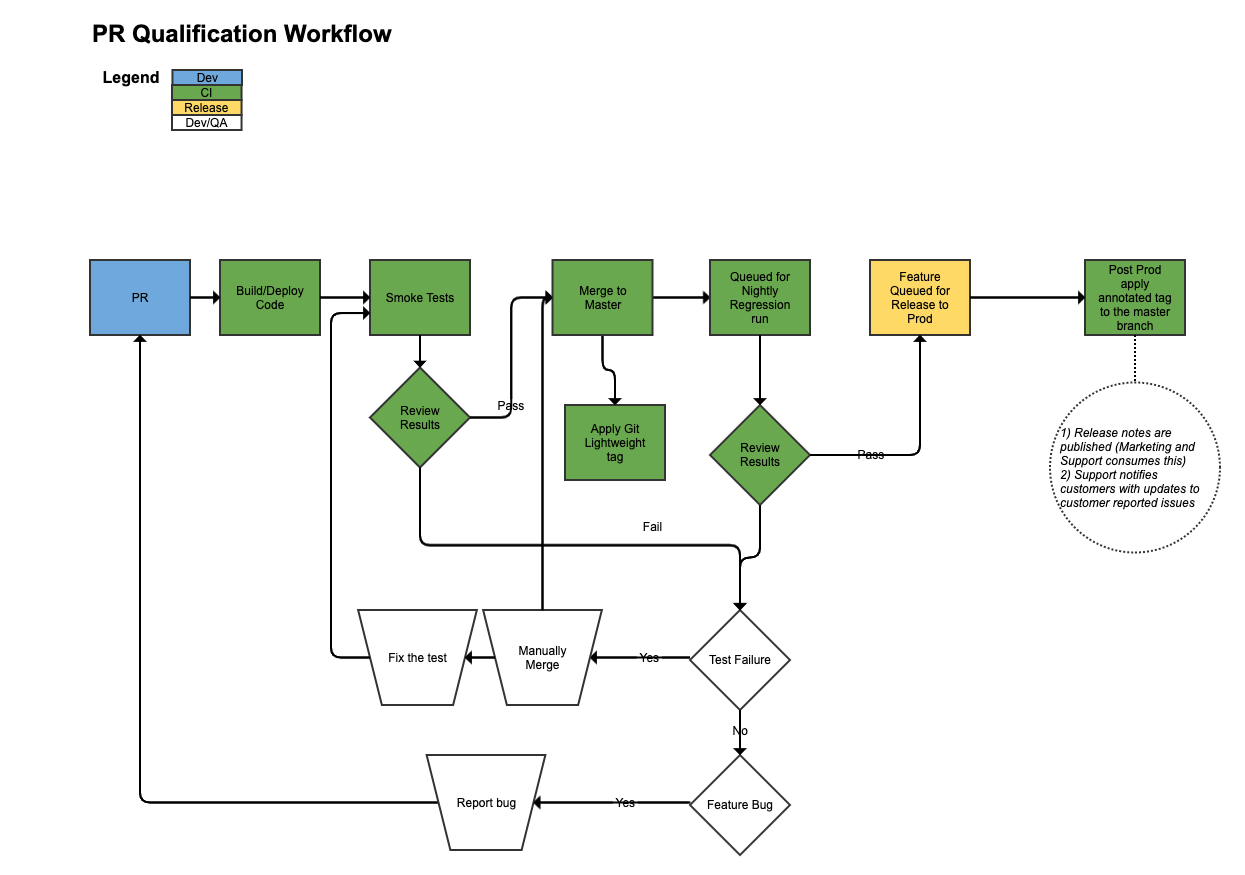 PR Qualification Workflow
Legend
Dev
CI
Release
Dev/QA
PR
Build/Deploy
Code
Smoke Tests
Merge to
Master
Queued for
Nightly
Regression
run
Feature
Queued for
Release to
Prod
Post Prod
apply
annotated tag
to the master
branch
Review
Results
Pass
Apply Git
Lightweight
tag
Review
Results
Pass
1) Release notes are
published (Marketing and
Support consumes this)
2) Support notifies
customers with updates to
customer reported issues
Fail
Fix the test
Manually
Merge
Yes
Test Failure
No
Report bug
Yes
Feature Bug